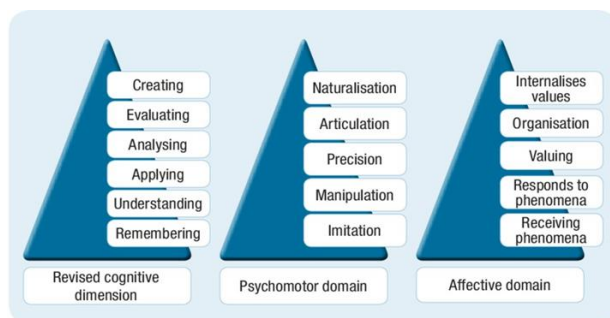 Creating
Evaluating
Analysing
Applying
Understanding
Remembering
Revised cognitive
dimension
Naturalisation
Articulation
Precision
Manipulation
Imitation
Psychomotor domain
Internalises
values
Organisation
Valuing
Responds to
phenomena
Receiving
phenomena
Affective domain